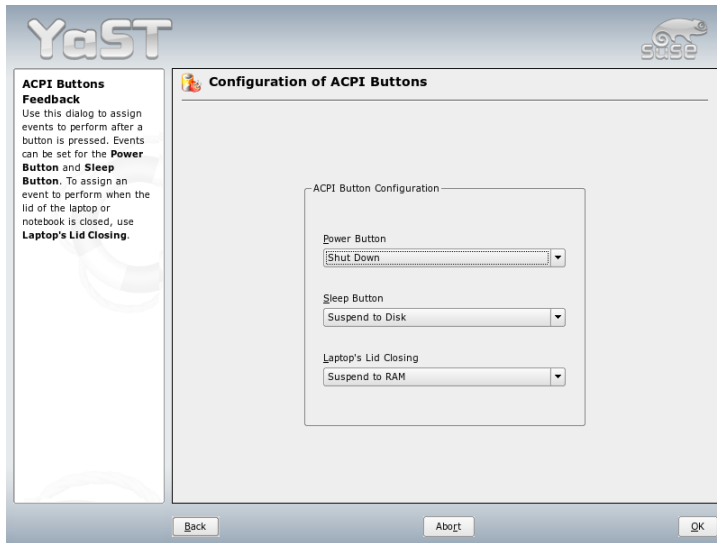 YaST
SUSE
ACPI Buttons
Feedback
Use this dialog to assign
events to perform after a
button is pressed. Events
can be set for the Power
Button and Sleep
Button. To assign an
event to perform when the
lid of the laptop or
notebook is closed, use
Laptop's Lid Closing.
Configuration of ACPI Buttons
ACPI Button Configuration
Power Button
Shut Down
Sleep Button
Suspend to Disk
Laptop's Lid Closing
Suspend to RAM
Back
Abort
OK